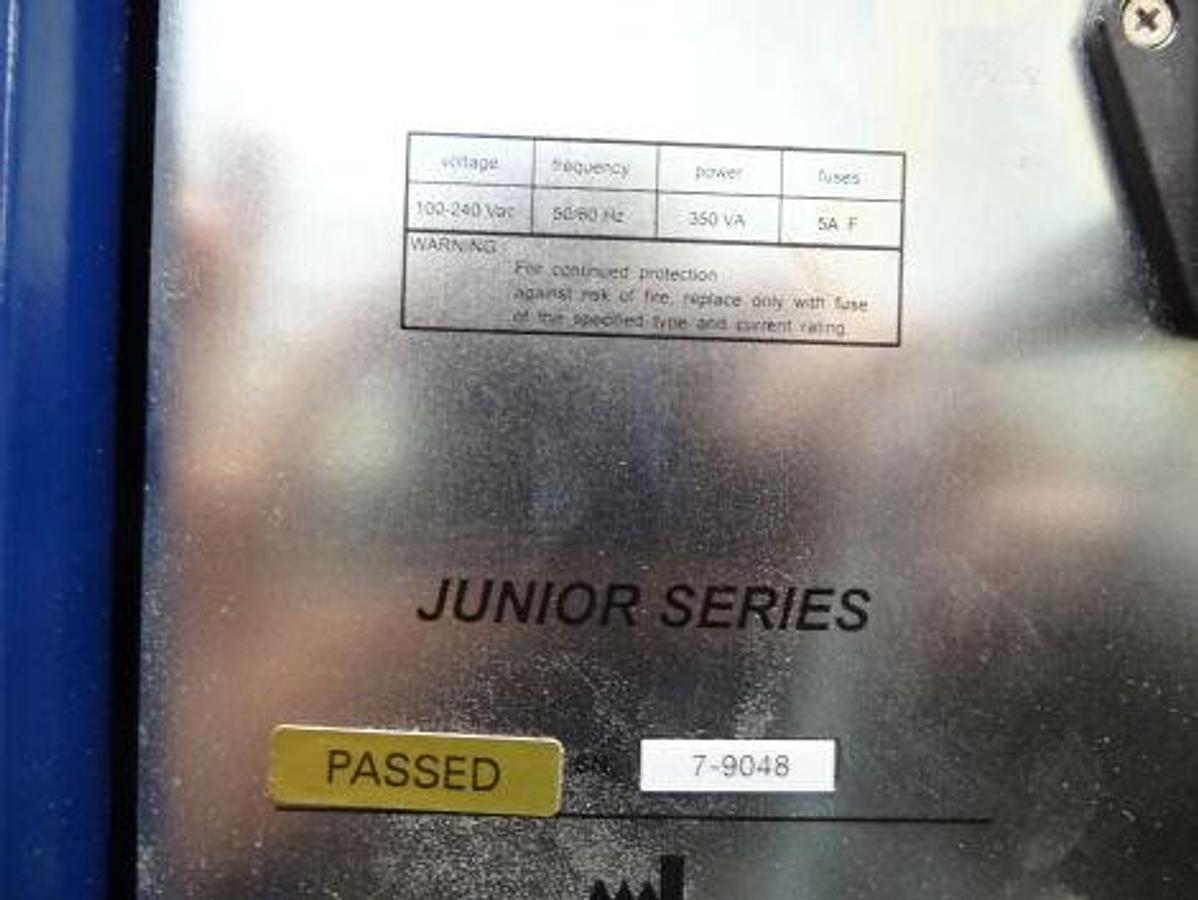 voltage frequency power fuses
100-240 Vac 50/60 Hz 350 VA 5A F
WARNING :
For continued protection
against risk of fire, replace only with fuse
of the specified type and current rating.
JUNIOR SERIES
PASSED SN 7-9048